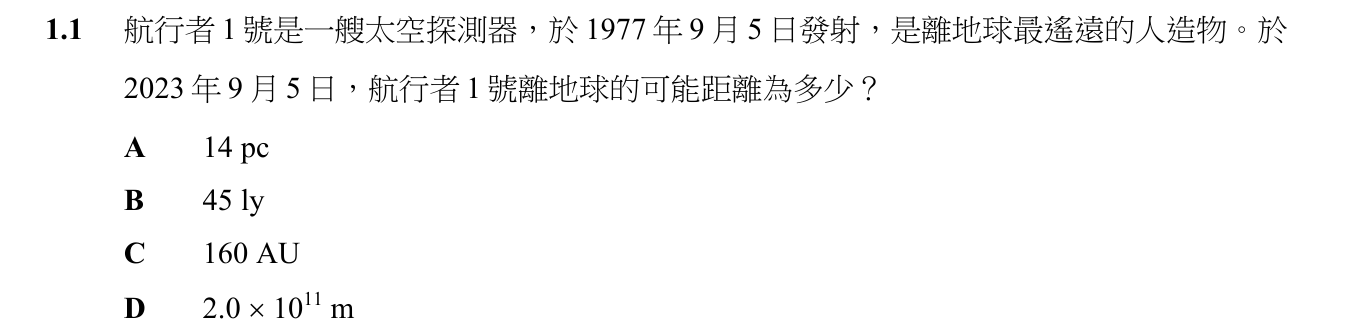 1.1 航行者 1 號是一艘太空探測器，於 1977 年 9 月 5 日發射，是離地球最遙遠的人造物。於
2023 年 9 月 5 日，航行者 1 號離地球的可能距離為多少？
A 14 pc
B 45 ly
C 160 AU
D 2.0 × 10¹¹ m